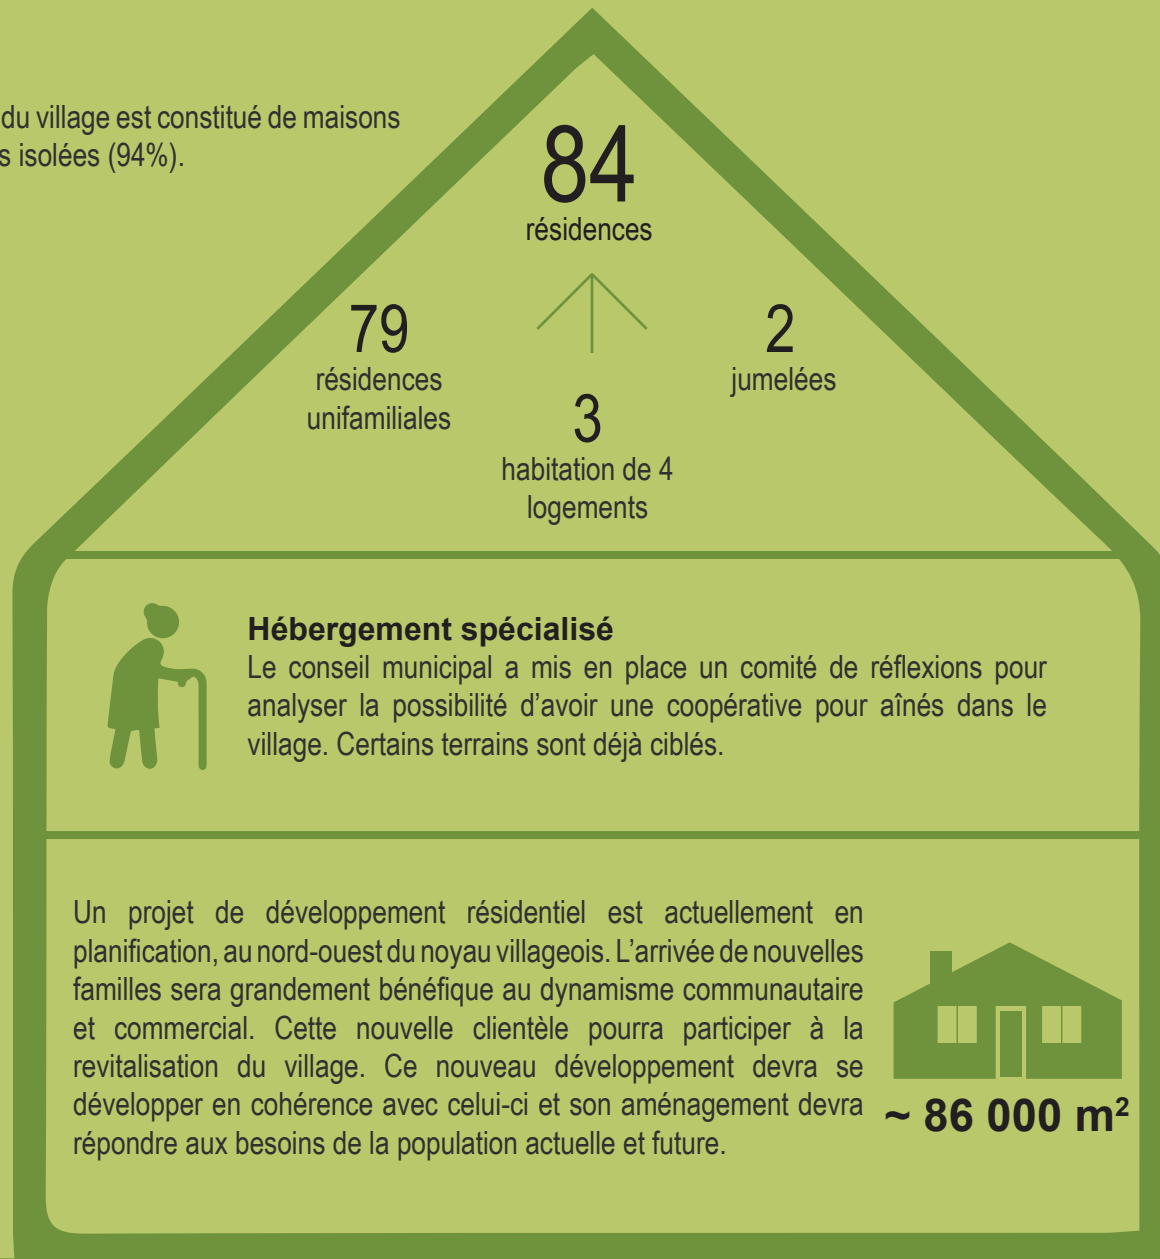 du village est constitué de maisons
isolées (94%).
84
résidences
79
résidences
unifamiliales
2
jumelées
3
habitation de 4
logements
Hébergement spécialisé
Le conseil municipal a mis en place un comité de réflexions pour
analyser la possibilité d’avoir une coopérative pour aînés dans le
village. Certains terrains sont déjà ciblés.
Un projet de développement résidentiel est actuellement en
planification, au nord-ouest du noyau villageois. L’arrivée de nouvelles
familles sera grandement bénéfique au dynamisme communautaire
et commercial. Cette nouvelle clientèle pourra participer à la
revitalisation du village. Ce nouveau développement devra se
développer en cohérence avec celui-ci et son aménagement devra
répondre aux besoins de la population actuelle et future.
~ 86 000 m²